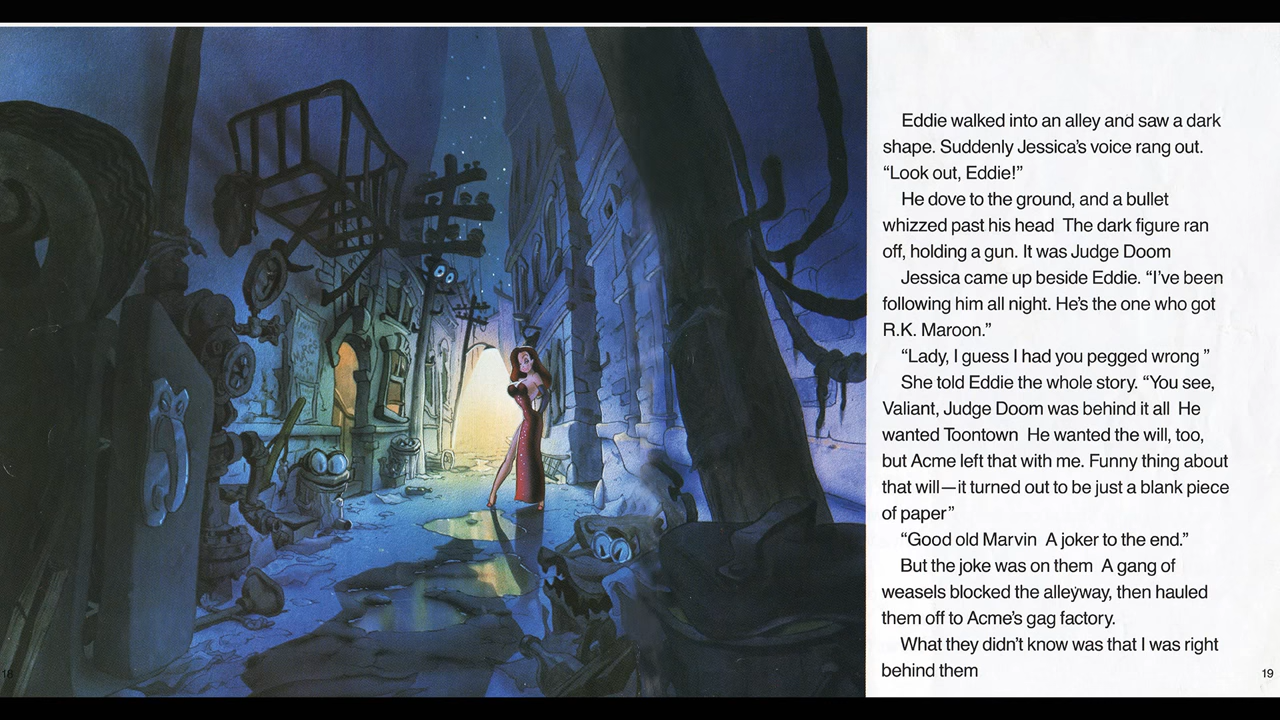 Eddie walked into an alley and saw a dark
shape. Suddenly Jessica's voice rang out.
“Look out, Eddie!”
He dove to the ground, and a bullet
whizzed past his head The dark figure ran
off, holding a gun. It was Judge Doom
Jessica came up beside Eddie. “I've been
following him all night. He's the one who got
R.K. Maroon.”
“Lady, I guess I had you pegged wrong ”
She told Eddie the whole story. “You see,
Valiant, Judge Doom was behind it all He
wanted Toontown He wanted the will, too,
but Acme left that with me. Funny thing about
that will—it turned out to be just a blank piece
of paper”
“Good old Marvin A joker to the end.”
But the joke was on them A gang of
weasels blocked the alleyway, then hauled
them off to Acme's gag factory.
What they didn't know was that I was right
behind them
18
19